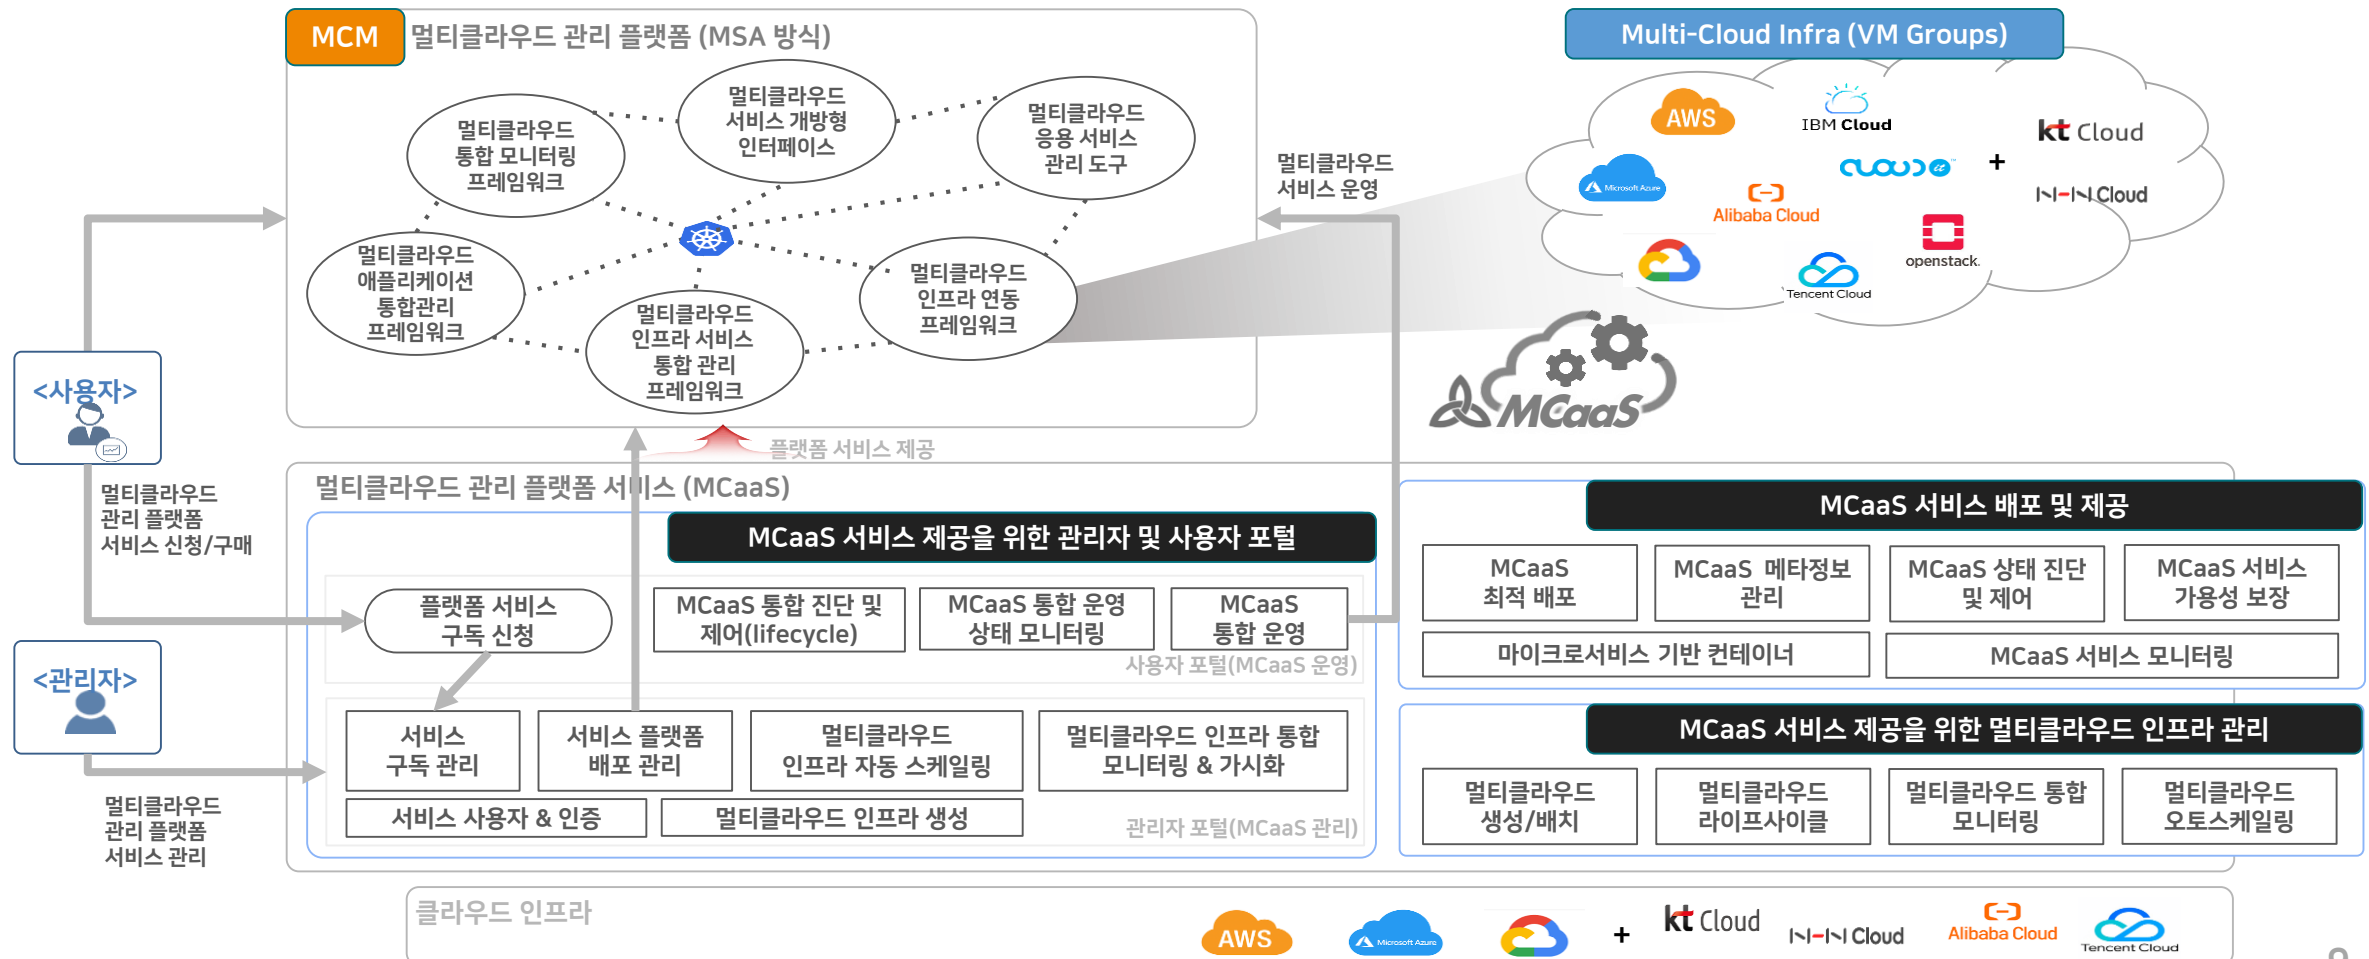 MCM
멀티클라우드 관리 플랫폼 (MSA 방식)
멀티클라우드
통합 모니터링
프레임워크
멀티클라우드
서비스 개방형
인터페이스
멀티클라우드
응용 서비스
관리 도구
멀티클라우드
애플리케이션
통합관리
프레임워크
멀티클라우드
인프라 서비스
통합 관리
프레임워크
멀티클라우드
인프라 연동
프레임워크
멀티클라우드
서비스 운영
Multi-Cloud Infra (VM Groups)
AWS
IBM Cloud
kt Cloud
Microsoft Azure
CLOUD it
+
N-N Cloud
Alibaba Cloud
openstack.
Tencent Cloud
MCaaS
<사용자>
멀티클라우드
관리 플랫폼
서비스 신청/구매
<관리자>
멀티클라우드
관리 플랫폼
서비스 관리
플랫폼 서비스 제공
멀티클라우드 관리 플랫폼 서비스 (MCaaS)
MCaaS 서비스 제공을 위한 관리자 및 사용자 포털
플랫폼 서비스
구독 신청
MCaaS 통합 진단 및
제어(lifecycle)
MCaaS 통합 운영
상태 모니터링
MCaaS
통합 운영
사용자 포털(MCaaS 운영)
서비스
구독 관리
서비스 플랫폼
배포 관리
멀티클라우드
인프라 자동 스케일링
멀티클라우드 인프라 통합
모니터링 & 가시화
서비스 사용자 & 인증
멀티클라우드 인프라 생성
관리자 포털(MCaaS 관리)
MCaaS 서비스 배포 및 제공
MCaaS
최적 배포
MCaaS 메타정보
관리
MCaaS 상태 진단
및 제어
MCaaS 서비스
가용성 보장
마이크로서비스 기반 컨테이너
MCaaS 서비스 모니터링
MCaaS 서비스 제공을 위한 멀티클라우드 인프라 관리
멀티클라우드
생성/배치
멀티클라우드
라이프사이클
멀티클라우드 통합
모니터링
멀티클라우드
오토스케일링
클라우드 인프라
AWS
Microsoft Azure
+
kt Cloud
N-N Cloud
Alibaba Cloud
Tencent Cloud